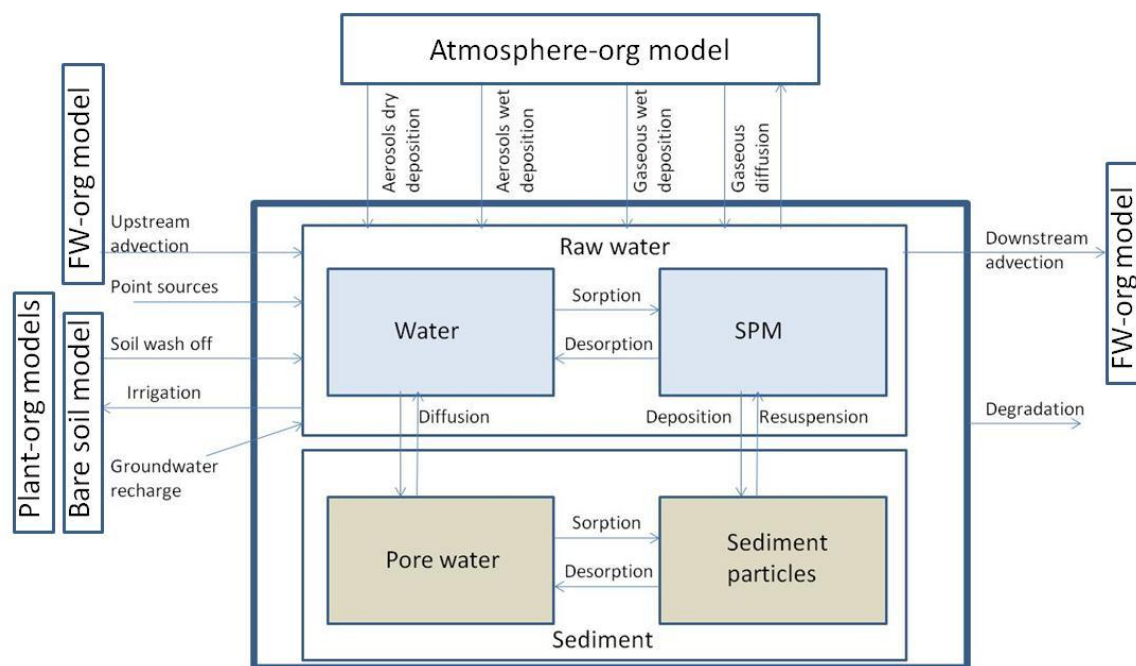 Atmosphere-org model
Aerosols dry
deposition
Aerosols wet
deposition
Gaseous wet
deposition
Gaseous
diffusion
FW-org model
Upstream
advection
Point sources
Plant-org models
Bare soil model
Soil wash off
Irrigation
Groundwater
recharge
Raw water
Water
Sorption
Desorption
SPM
Diffusion
Deposition
Resuspension
Downstream
advection
FW-org model
Degradation
Pore water
Sorption
Desorption
Sediment
particles
Sediment